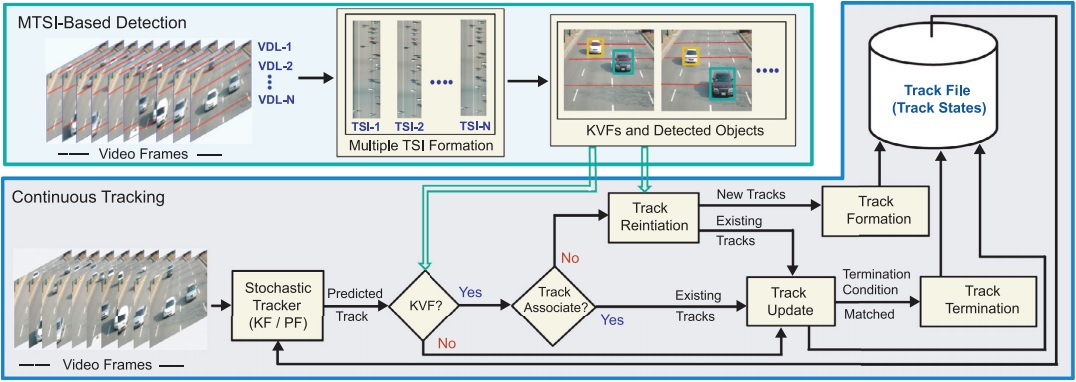 MTSI-Based Detection
VDL-1
VDL-2
VDL-N
Video Frames
TSI-1
TSI-2
TSI-N
Multiple TSI Formation
KVFs and Detected Objects
Track File
(Track States)
Continuous Tracking
Video Frames
Stochastic
Tracker
(KF / PF)
Predicted
Track
KVF?
Yes
No
Track
Associate?
No
Yes
Track
Reintiation
New Tracks
Existing
Tracks
Track
Formation
Existing
Tracks
Track
Update
Termination
Condition
Matched
Track
Termination